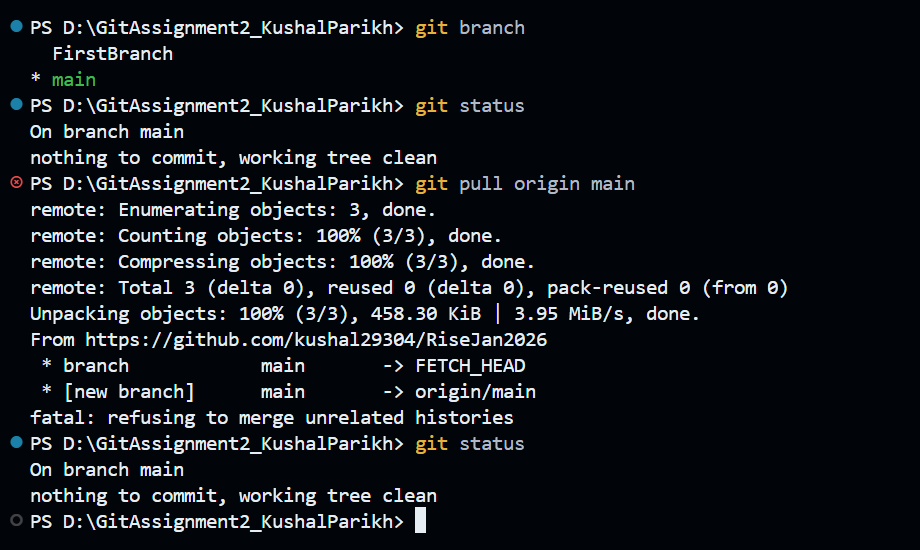 PS D:\GitAssignment2_KushalParikh> git branch
  FirstBranch
* main
PS D:\GitAssignment2_KushalParikh> git status
On branch main
nothing to commit, working tree clean
PS D:\GitAssignment2_KushalParikh> git pull origin main
remote: Enumerating objects: 3, done.
remote: Counting objects: 100% (3/3), done.
remote: Compressing objects: 100% (3/3), done.
remote: Total 3 (delta 0), reused 0 (delta 0), pack-reused 0 (from 0)
Unpacking objects: 100% (3/3), 458.30 KiB | 3.95 MiB/s, done.
From https://github.com/kushal29304/RiseJan2026
 * branch            main       -> FETCH_HEAD
 * [new branch]      main       -> origin/main
fatal: refusing to merge unrelated histories
PS D:\GitAssignment2_KushalParikh> git status
On branch main
nothing to commit, working tree clean
PS D:\GitAssignment2_KushalParikh>